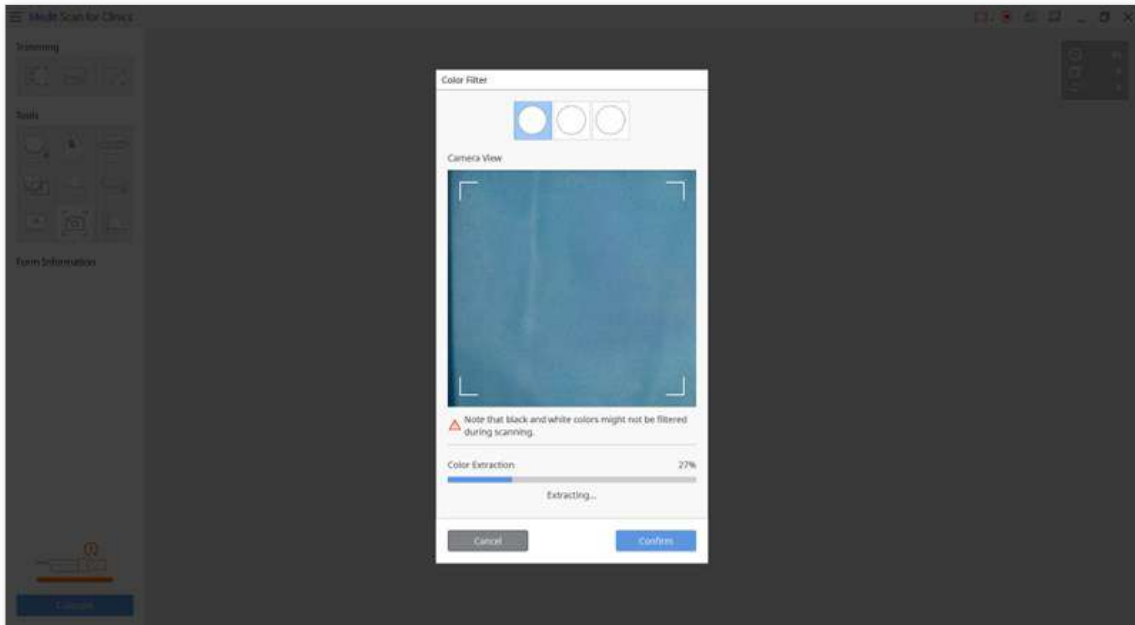 Medit Scan for Clinics
Trimming
Tools
Form Information
Color Filter
Camera View
Note that black and white colors might not be filtered
during scanning.
Color Extraction 27%
Extracting...
Cancel Confirm